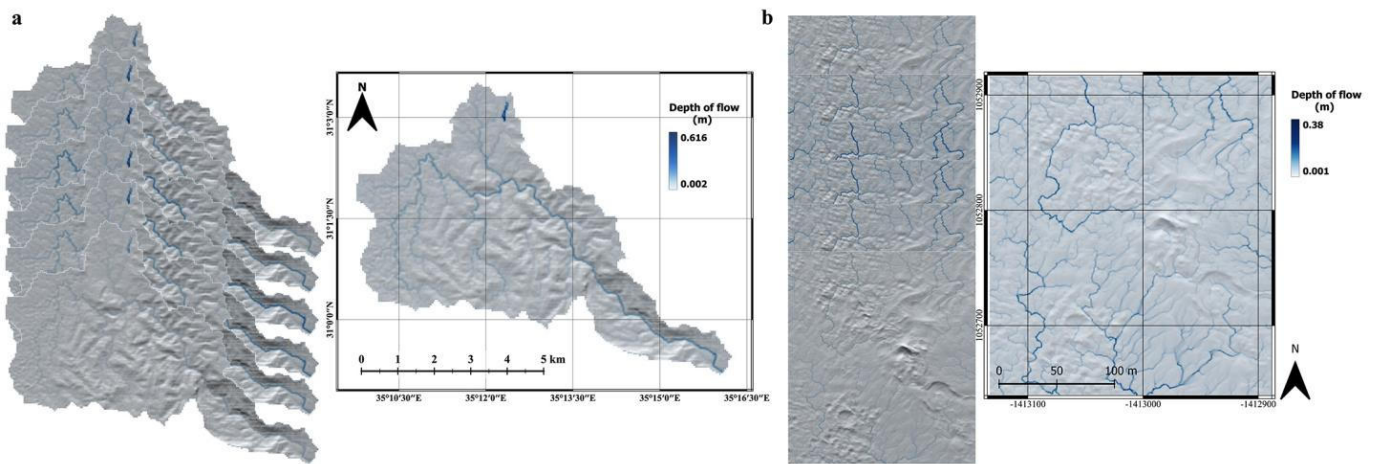 a
N
Depth of flow
(m)
0.616
0.002
31°3'0"N
31°1'30"N
31°0'0"N
0 1 2 3 4 5 km
35°10'30"E 35°12'0"E 35°13'30"E 35°15'0"E 35°16'30"E
b
Depth of flow
(m)
0.38
0.001
1052900
1052800
1052700
0 50 100 m
N
-1413100 -1413000 -1412900